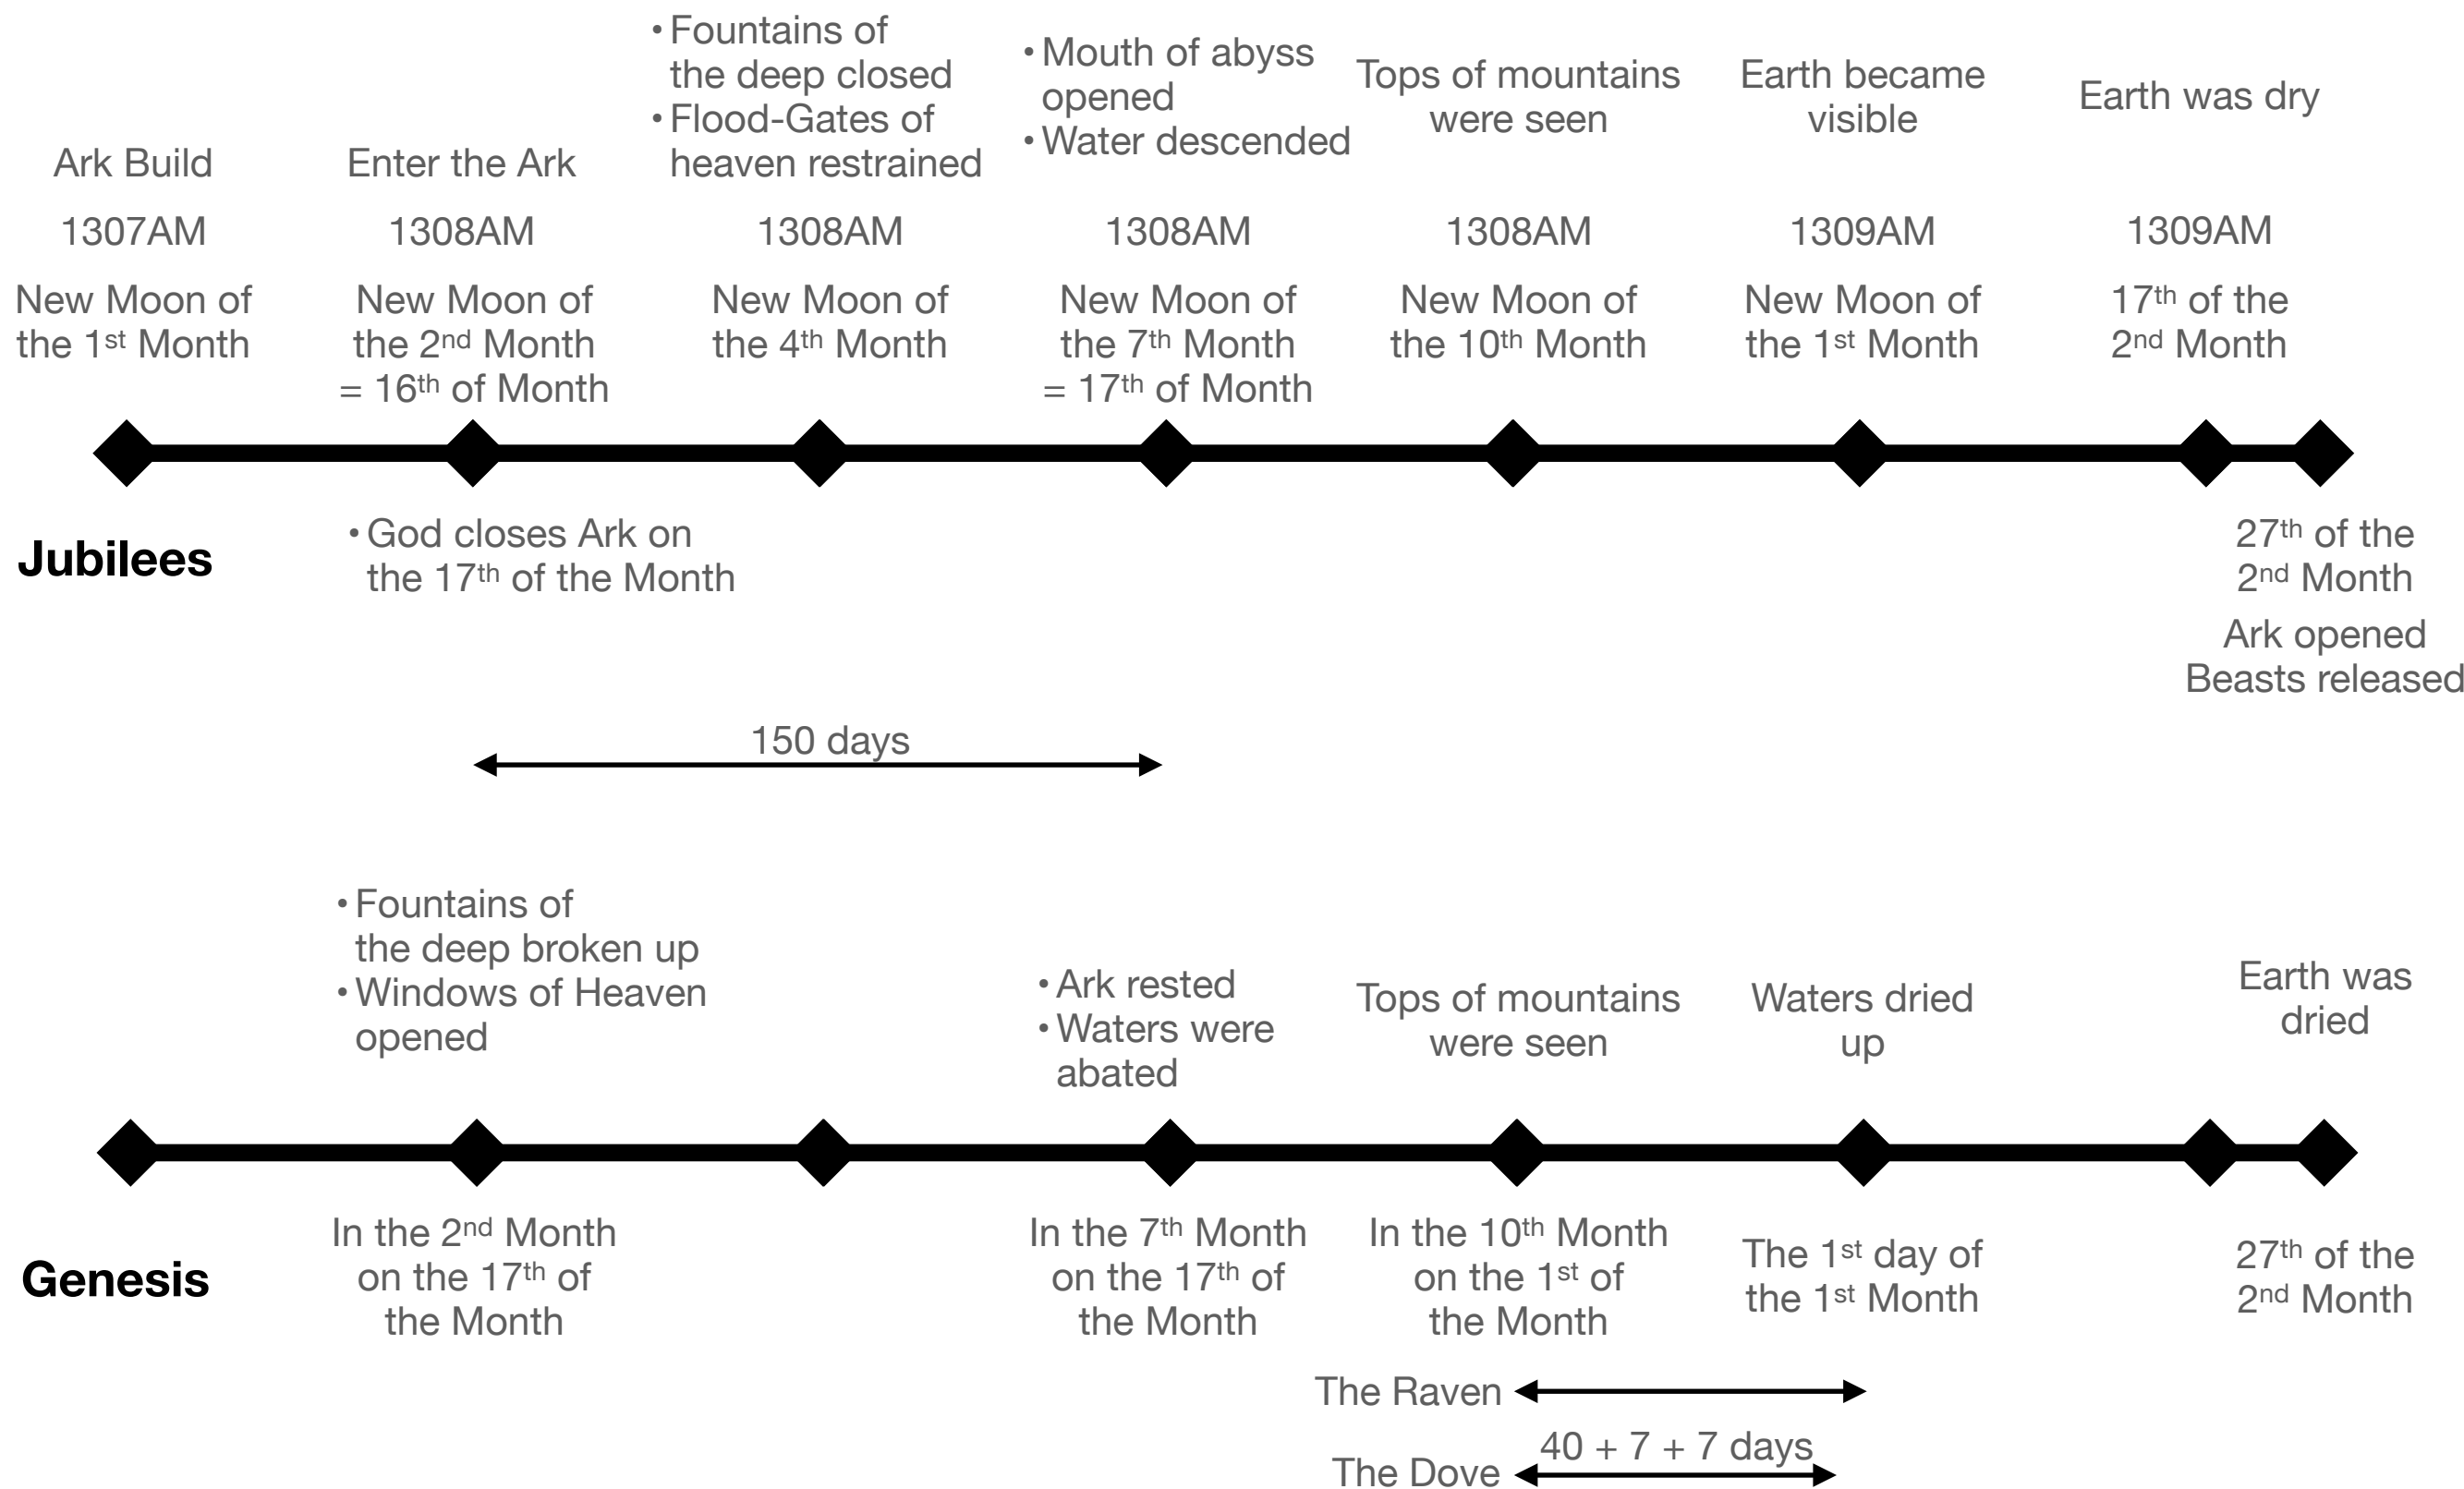 • Fountains of
the deep closed
• Flood-Gates of
heaven restrained
• Mouth of abyss
opened
• Water descended
Tops of mountains
were seen
Earth became
visible
Earth was dry
Ark Build
Enter the Ark
1307AM
1308AM
1308AM
1308AM
1308AM
1309AM
1309AM
New Moon of
the 1st Month
New Moon of
the 2nd Month
= 16th of Month
New Moon of
the 4th Month
New Moon of
the 7th Month
= 17th of Month
New Moon of
the 10th Month
New Moon of
the 1st Month
17th of the
2nd Month
Jubilees
• God closes Ark on
the 17th of the Month
27th of the
2nd Month
Ark opened
Beasts released
150 days
• Fountains of
the deep broken up
• Windows of Heaven
opened
• Ark rested
• Waters were
abated
Tops of mountains
were seen
Waters dried
up
Earth was
dried
Genesis
In the 2nd Month
on the 17th of
the Month
In the 7th Month
on the 17th of
the Month
In the 10th Month
on the 1st of
the Month
The 1st day of
the 1st Month
27th of the
2nd Month
The Raven
40 + 7 + 7 days
The Dove